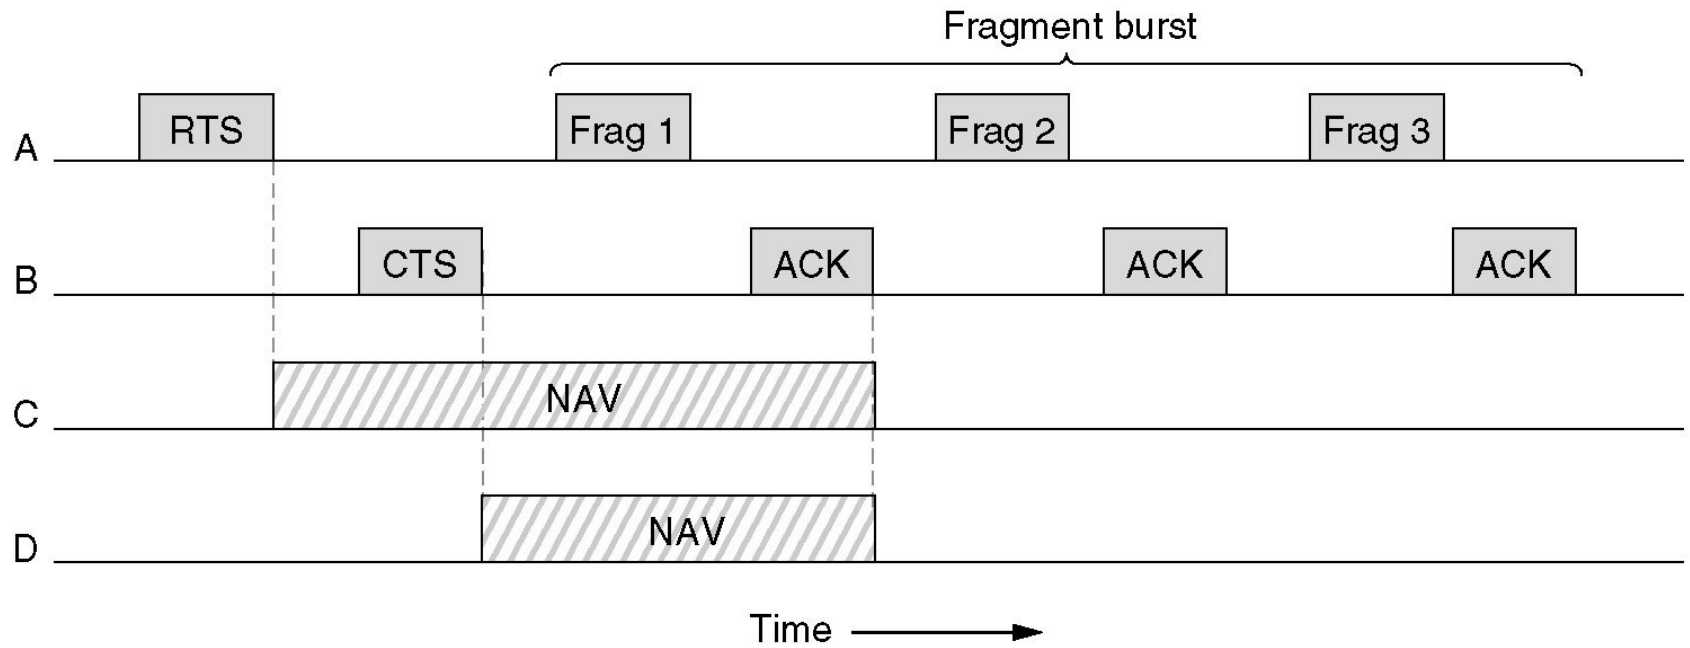 Fragment burst
A RTS Frag 1 Frag 2 Frag 3
B CTS ACK ACK ACK
C NAV
D NAV
Time